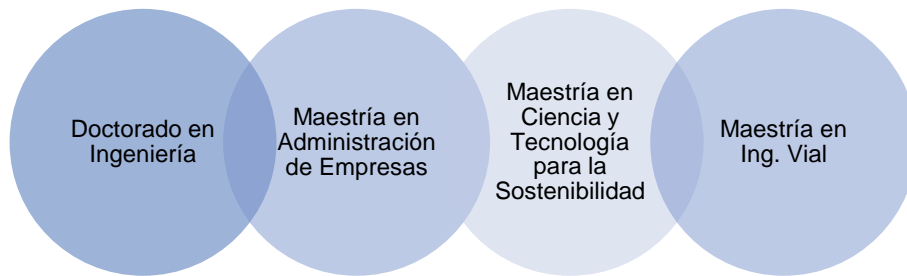 Doctorado en
Ingeniería
Maestría en
Administración
de Empresas
Maestría en
Ciencia y
Tecnología
para la
Sostenibilidad
Maestría en
Ing. Vial